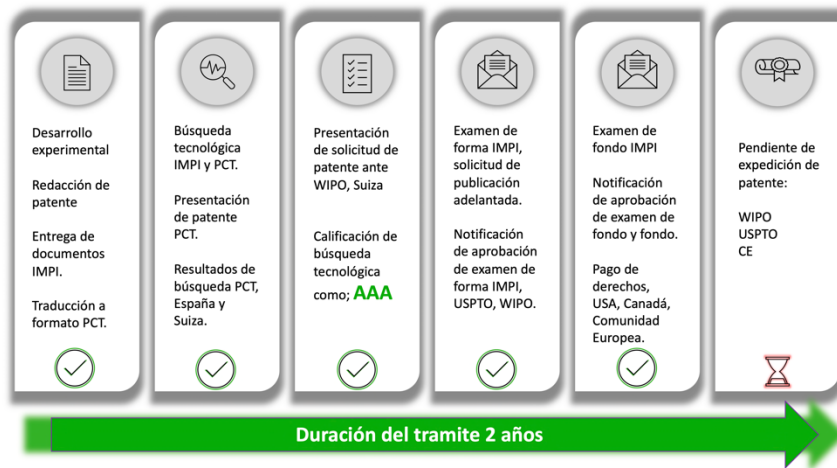 Desarrollo
experimental
Redacción de
patente
Entrega de
documentos
IMPI.
Traducción a
formato PCT.
Búsqueda
tecnológica
IMPI y PCT.
Presentación
de patente
PCT.
Resultados de
búsqueda PCT,
España y
Suiza.
Presentación
de solicitud de
patente ante
WIPO, Suiza
Calificación de
búsqueda
tecnológica
como; AAA
Examen de
forma IMPI,
solicitud de
publicación
adelantada.
Notificación
de aprobación
de examen de
forma IMPI,
USPTO, WIPO.
Examen de
fondo IMPI
Notificación
de aprobación
de examen de
fondo y fondo.
Pago de
derechos,
USA, Canadá,
Comunidad
Europea.
Pendiente de
expedición de
patente:
WIPO
USPTO
CE
Duración del tramite 2 años